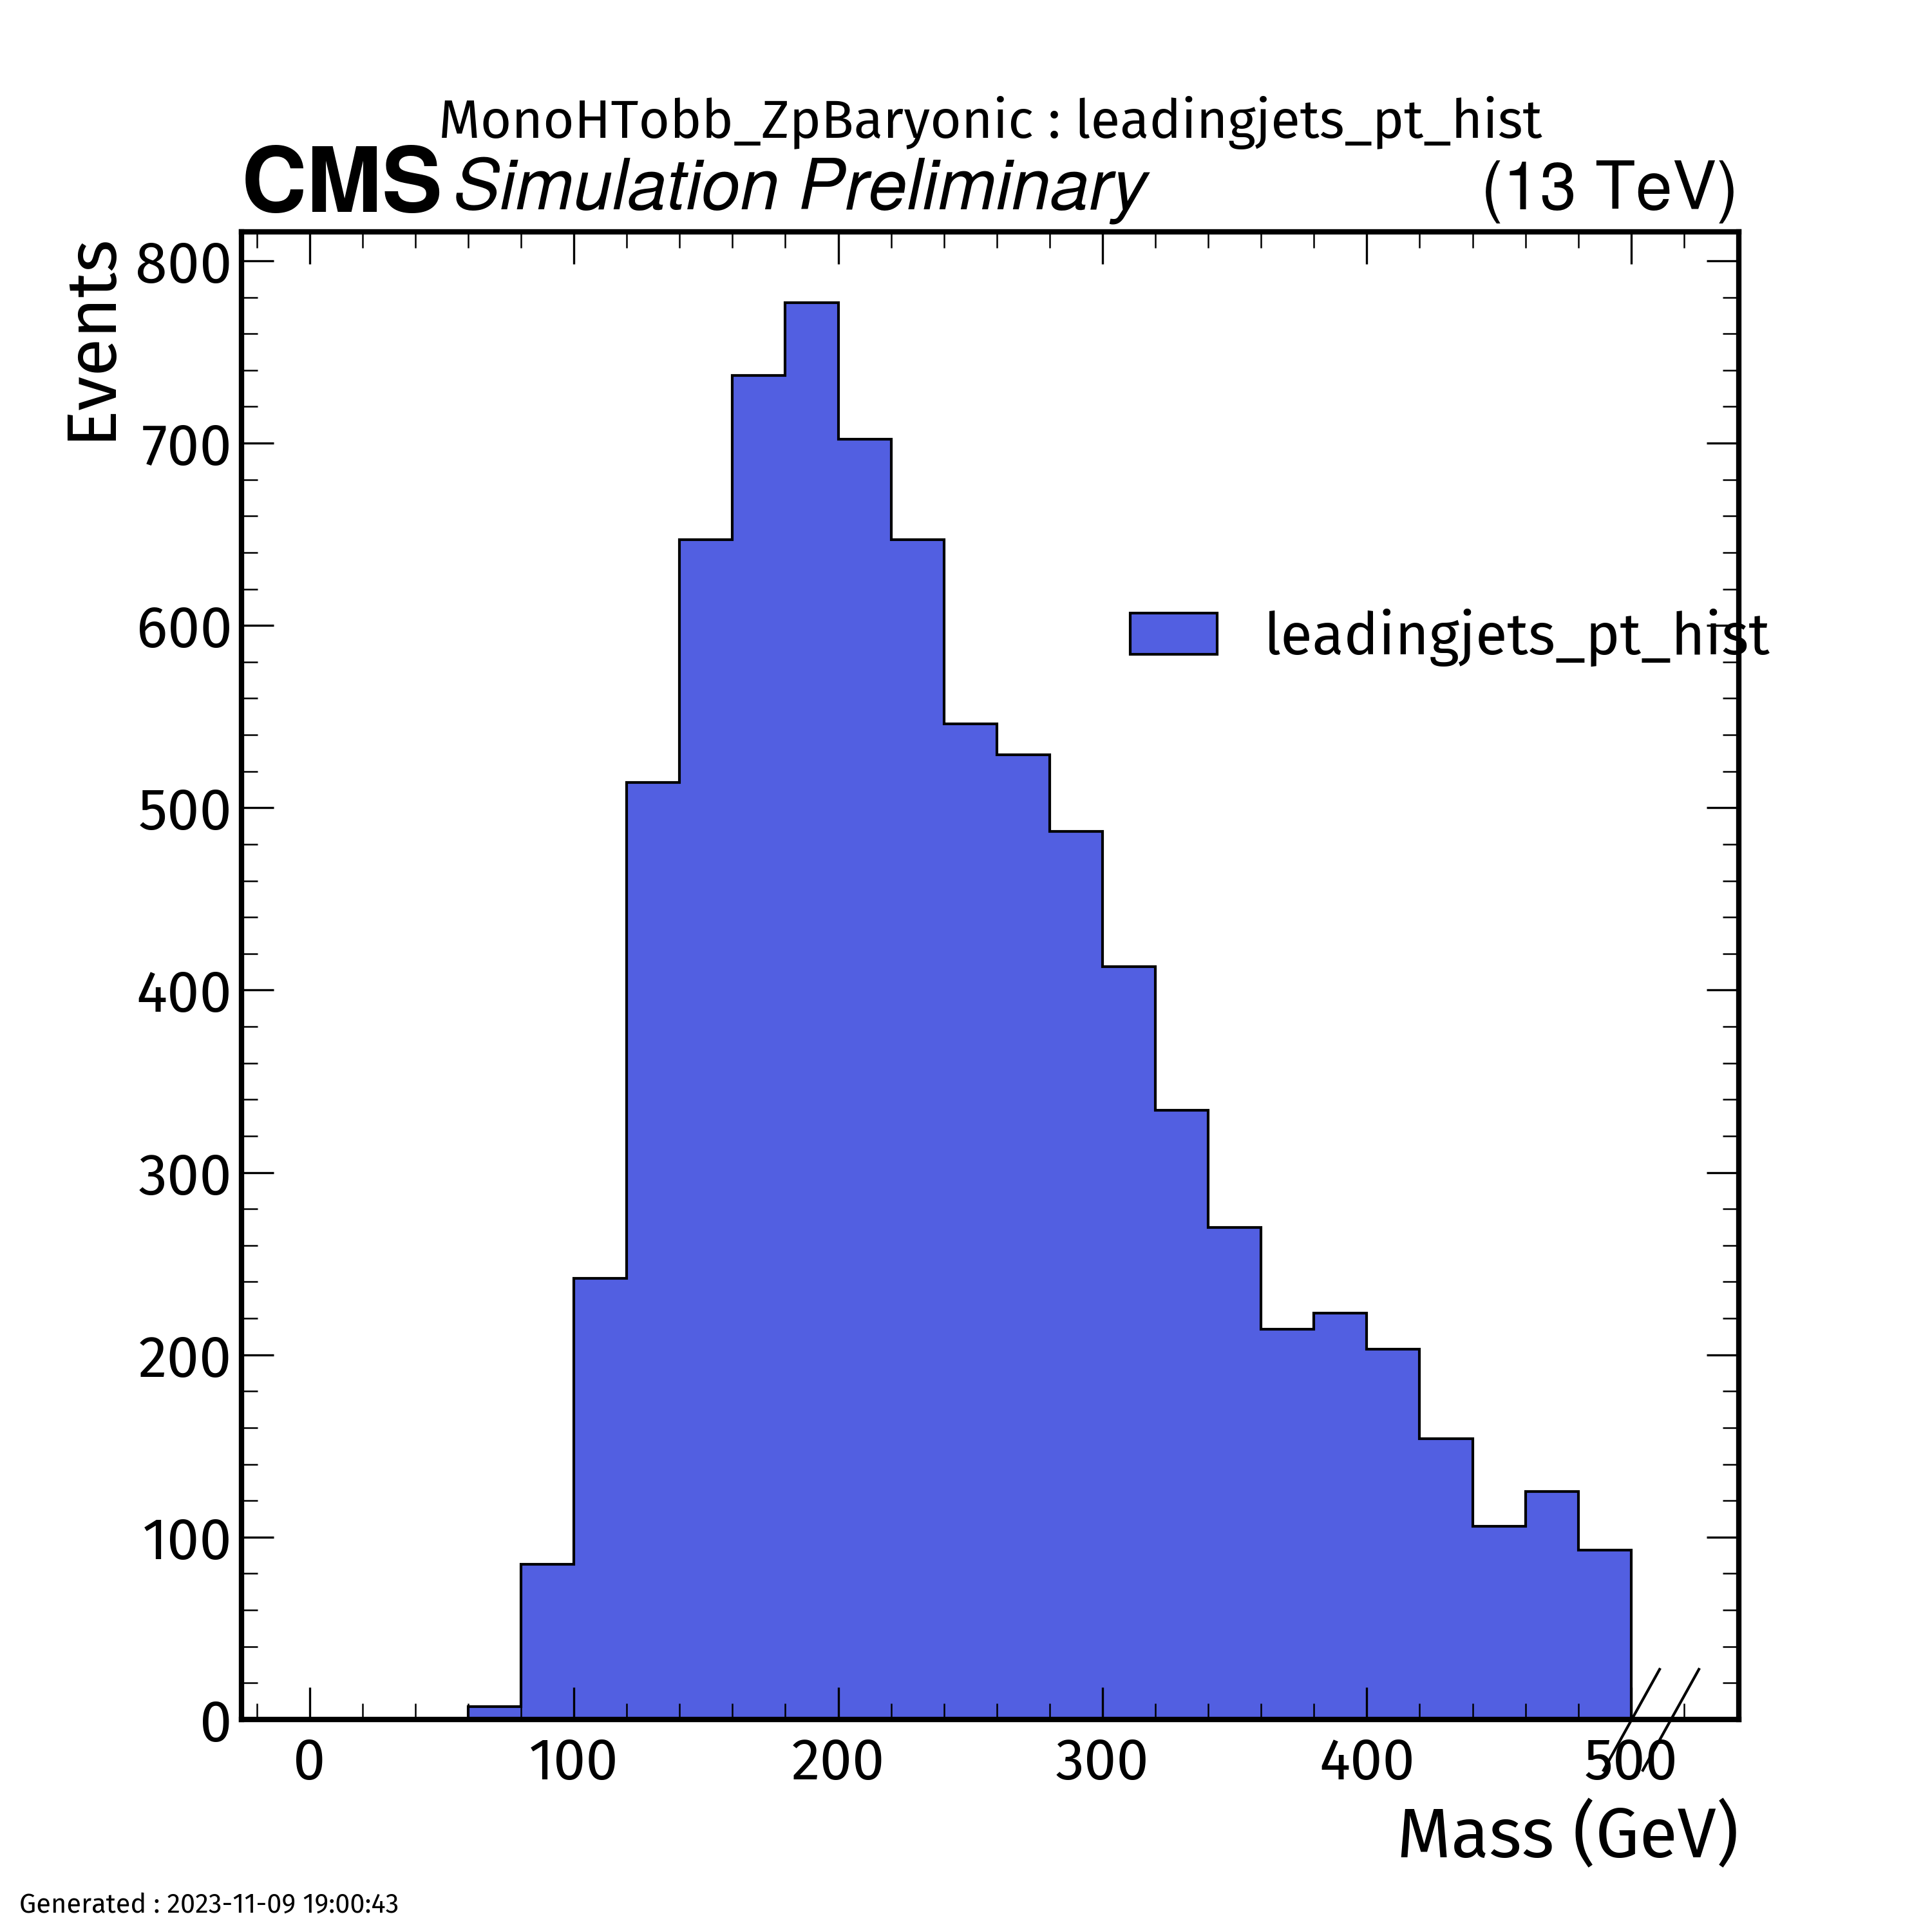 MonoHTobb_ZpBaryonic : leadingjets_pt_hist
CMS Simulation Preliminary (13 TeV)
Events
800
700
600
500
400
300
200
100
0
leadingjets_pt_hist
0 100 200 300 400 500
Mass (GeV)
Generated : 2023-11-09 19:00:43